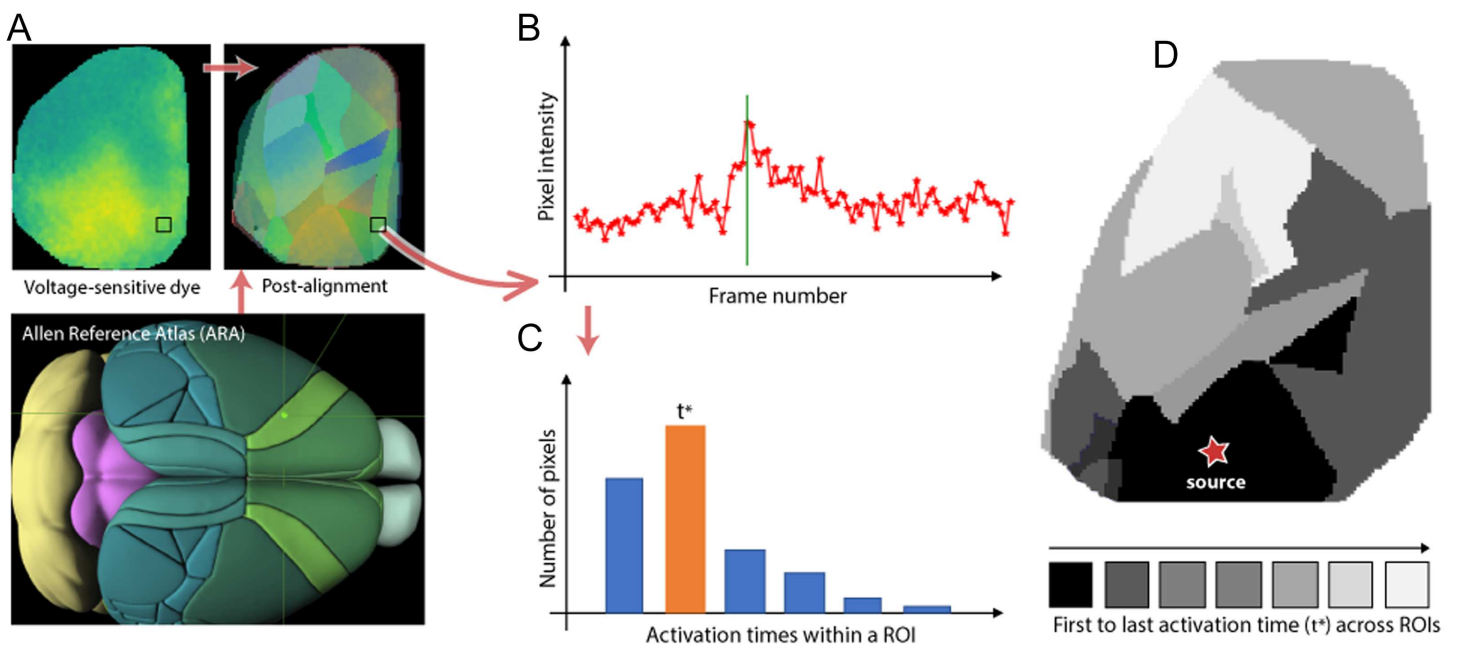 A
Voltage-sensitive dye
Post-alignment
Allen Reference Atlas (ARA)
B
Pixel intensity
Frame number
C
t*
Number of pixels
Activation times within a ROI
D
source
First to last activation time (t*) across ROIs